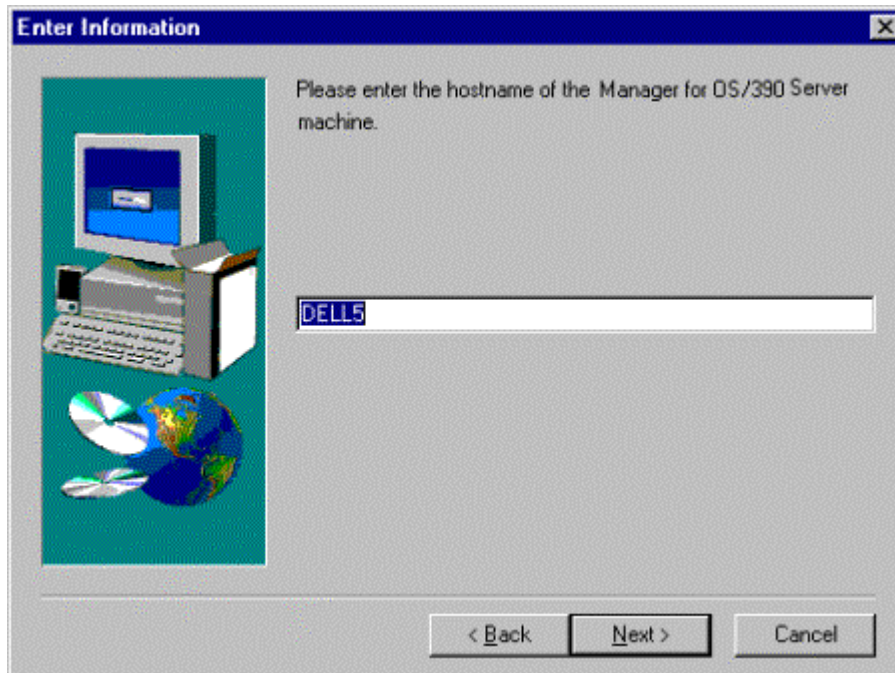 Enter Information
Please enter the hostname of the Manager for OS/390 Server
machine.
DELL5
< Back
Next >
Cancel